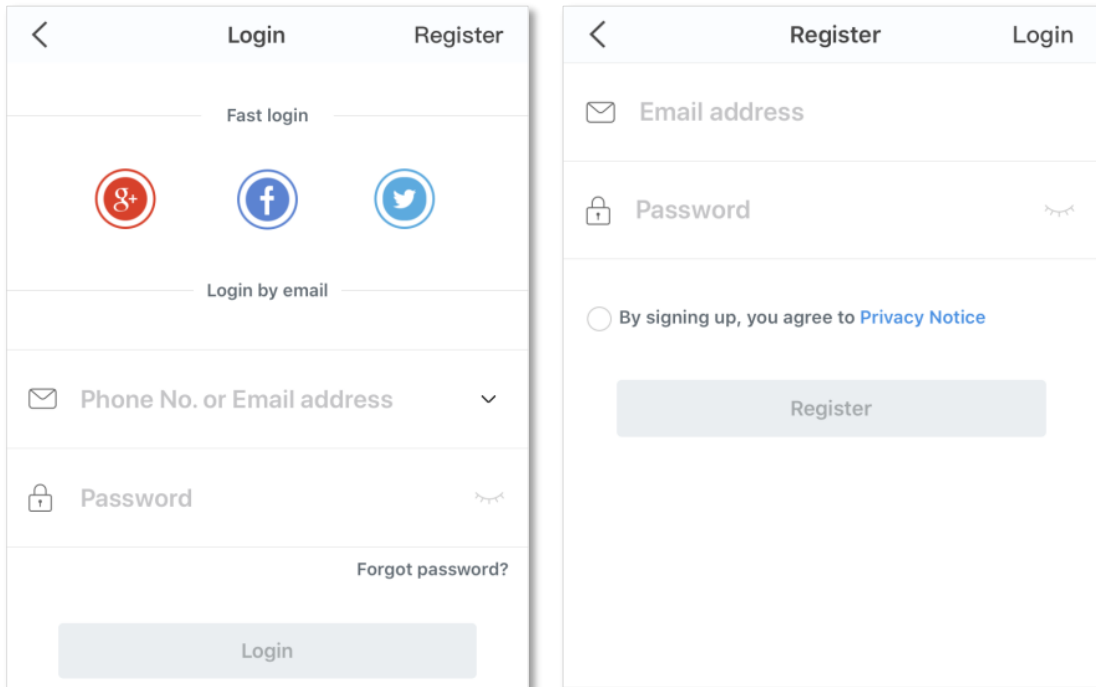 Login Register
Fast login
g+ f
Login by email
Phone No. or Email address
Password
Forgot password?
Login
Register Login
Email address
Password
By signing up, you agree to Privacy Notice
Register